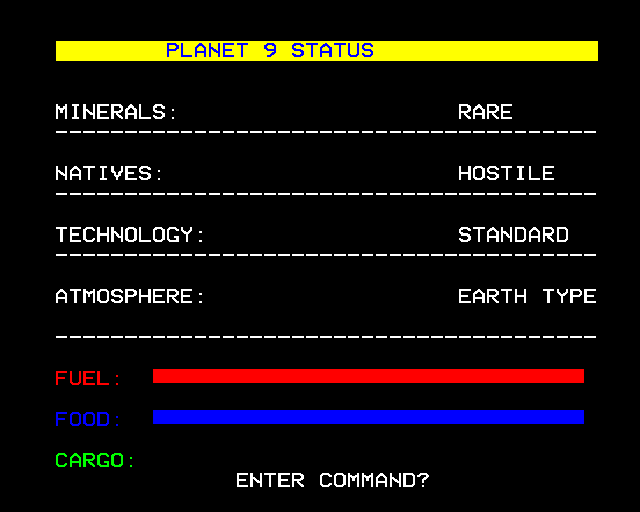 PLANET 9 STATUS
MINERALS: RARE
----------------------------------------
NATIVES: HOSTILE
----------------------------------------
TECHNOLOGY: STANDARD
----------------------------------------
ATMOSPHERE: EARTH TYPE
----------------------------------------
FUEL:
FOOD:
CARGO:
ENTER COMMAND?